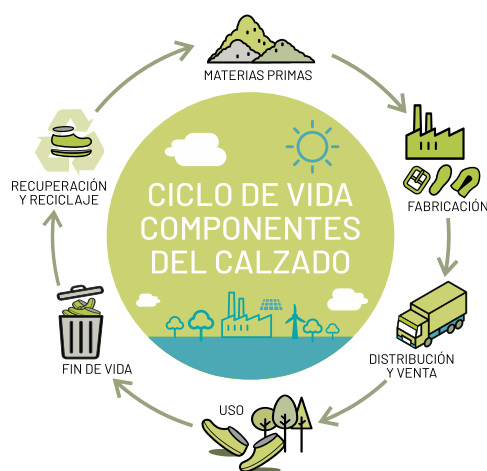 MATERIAS PRIMAS
FABRICACIÓN
DISTRIBUCIÓN
Y VENTA
USO
FIN DE VIDA
RECUPERACIÓN
Y RECICLAJE
CICLO DE VIDA
COMPONENTES
DEL CALZADO